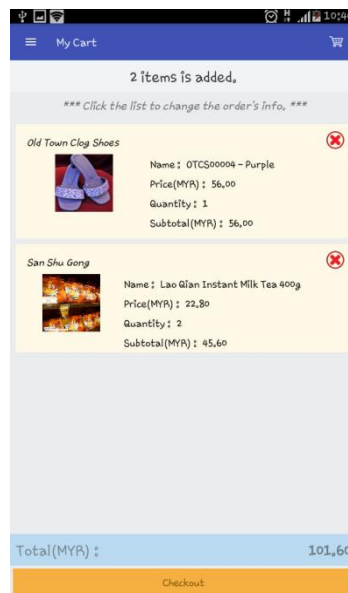 10:4
My Cart
2 items is added.
*** Click the list to change the order's info. ***
Old Town Clog Shoes
Name : OTCS00004 - Purple
Price(MYR) : 56.00
Quantity : 1
Subtotal(MYR) : 56.00
San Shu Gong
Name : Lao Qian Instant Milk Tea 400g
Price(MYR) : 22.80
Quantity : 2
Subtotal(MYR) : 45.60
Total(MYR) : 101.60
Checkout